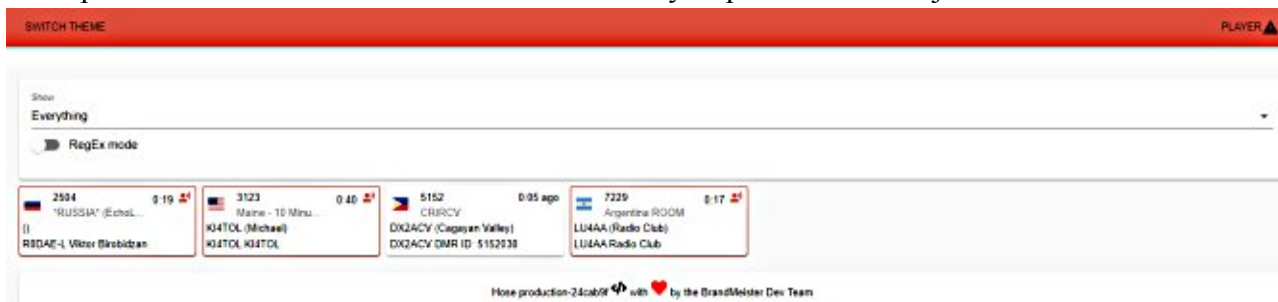 SWITCH THEME PLAYER
Show
Everything
RegEx mode
2504 0:19
"RUSSIA" (EchoL...
()
R0DAE-L Viktor Birobidzan
3123 0:40
Maine - 10 Minu...
KI4TOL (Michael)
KI4TOL KI4TOL
5152 0:05 ago
CRIRCV
DX2ACV (Cagayan Valley)
DX2ACV DMR ID: 5152030
7229 0:17
Argentina ROOM
LU4AA (Radio Club)
LU4AA Radio Club
Hose production-24cab9f </> with ❤ by the BrandMeister Dev Team